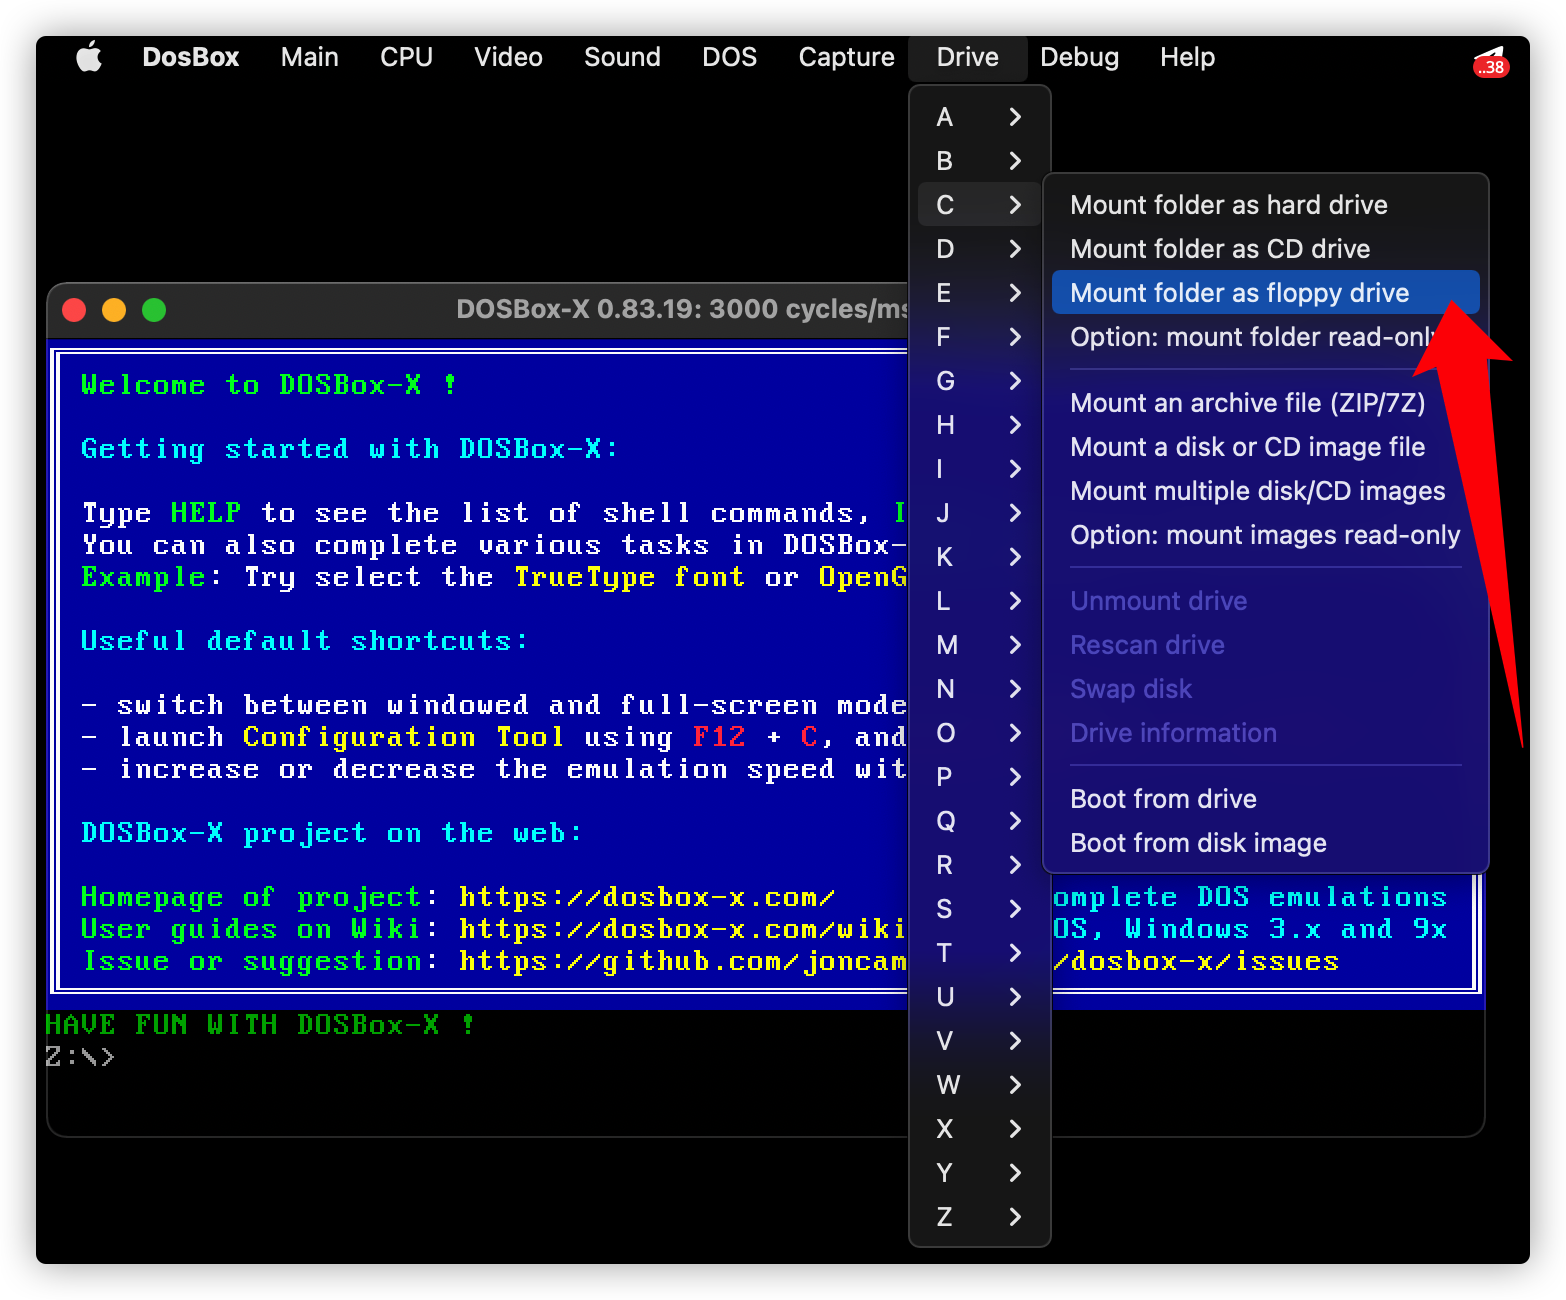 DosBox Main CPU Video Sound DOS Capture Drive Debug Help
..38
A
B
C
D
E
F
G
H
I
J
K
L
M
N
O
P
Q
R
S
T
U
V
W
X
Y
Z
Mount folder as hard drive
Mount folder as CD drive
Mount folder as floppy drive
Option: mount folder read-only
Mount an archive file (ZIP/7Z)
Mount a disk or CD image file
Mount multiple disk/CD images
Option: mount images read-only
Unmount drive
Rescan drive
Swap disk
Drive information
Boot from drive
Boot from disk image
DOSBox-X 0.83.19: 3000 cycles/ms
Welcome to DOSBox-X !
Getting started with DOSBox-X:
Type HELP to see the list of shell commands, I
You can also complete various tasks in DOSBox-
Example: Try select the TrueType font or OpenG
Useful default shortcuts:
- switch between windowed and full-screen mode
- launch Configuration Tool using F12 + C, and
- increase or decrease the emulation speed wit
DOSBox-X project on the web:
Homepage of project: https://dosbox-x.com/ omplete DOS emulations
User guides on Wiki: https://dosbox-x.com/wiki OS, Windows 3.x and 9x
Issue or suggestion: https://github.com/joncam /dosbox-x/issues
HAVE FUN WITH DOSBox-X !
Z:\>